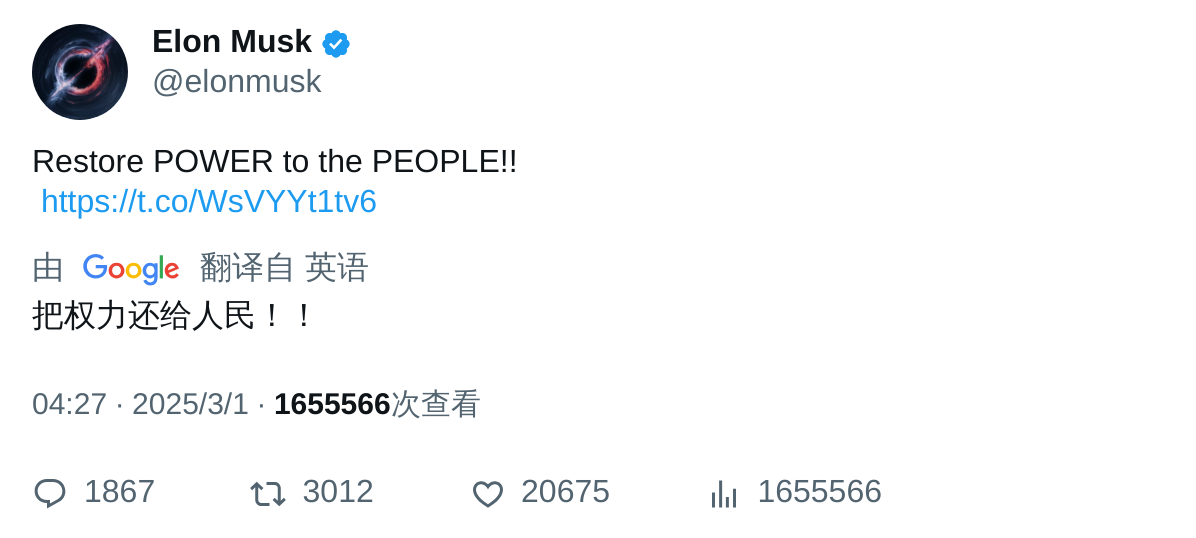 Elon Musk
@elonmusk
Restore POWER to the PEOPLE!!
https://t.co/WsVYYt1tv6
由 Google 翻译自 英语
把权力还给人民！！
04:27 · 2025/3/1 · 1655566次查看
1867 3012 20675 1655566